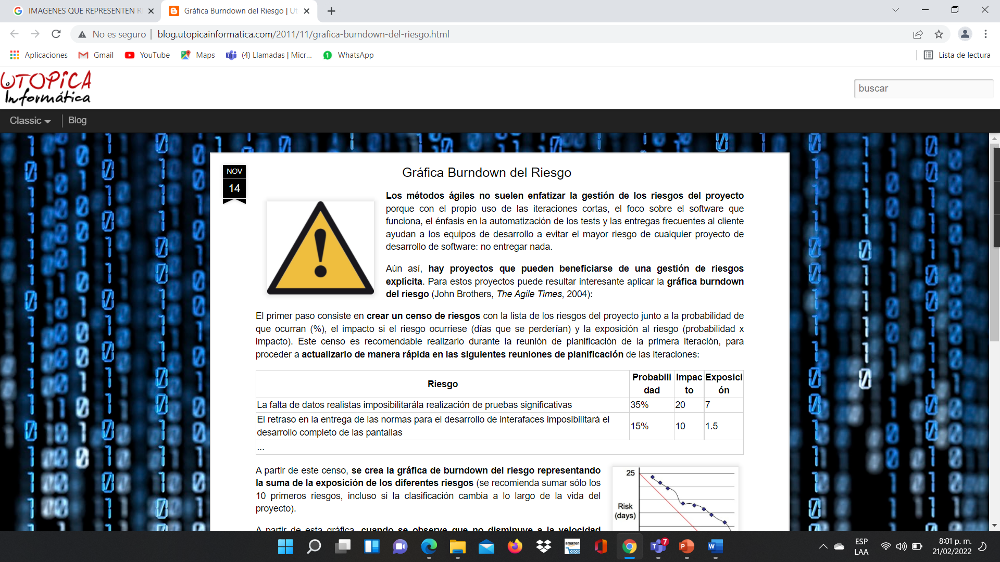 IMAGENES QUE REPRESENTEN R
Gráfica Burndown del Riesgo | Ut
No es seguro
blog.utopicainformatica.com/2011/11/grafica-burndown-del-riesgo.html
Aplicaciones
Gmail
YouTube
Maps
(4) Llamadas | Micr...
1
WhatsApp
Lista de lectura
UTOPiCA
Informática
buscar
Classic
Blog
NOV
14
Gráfica Burndown del Riesgo
Los métodos ágiles no suelen enfatizar la gestión de los riesgos del proyecto
porque con el propio uso de las iteraciones cortas, el foco sobre el software que
funciona, el énfasis en la automatización de los tests y las entregas frecuentes al cliente
ayudan a los equipos de desarrollo a evitar el mayor riesgo de cualquier proyecto de
desarrollo de software: no entregar nada.
Aún así, hay proyectos que pueden beneficiarse de una gestión de riesgos
explícita. Para estos proyectos puede resultar interesante aplicar la gráfica burndown
del riesgo (John Brothers, The Agile Times, 2004):
El primer paso consiste en crear un censo de riesgos con la lista de los riesgos del proyecto junto a la probabilidad de
que ocurran (%), el impacto si el riesgo ocurriese (días que se perderían) y la exposición al riesgo (probabilidad x
impacto). Este censo es recomendable realizarlo durante la reunión de planificación de la primera iteración, para
proceder a actualizarlo de manera rápida en las siguientes reuniones de planificación de las iteraciones:
Riesgo
Probabili
dad
Impac
to
Exposici
ón
La falta de datos realistas imposibilitarála realización de pruebas significativas
35%
20
7
El retraso en la entrega de las normas para el desarrollo de interafaces imposibilitará el
desarrollo completo de las pantallas
15%
10
1.5
...
A partir de este censo, se crea la gráfica de burndown del riesgo representando
la suma de la exposición de los diferentes riesgos (se recomienda sumar sólo los
10 primeros riesgos, incluso si la clasificación cambia a lo largo de la vida del
proyecto).
25
Risk
(days)
A partir de esta gráfica, cuando se observe que no disminuye a la velocidad
amazon
7
ESP
LAA
8:01 p. m.
21/02/2022